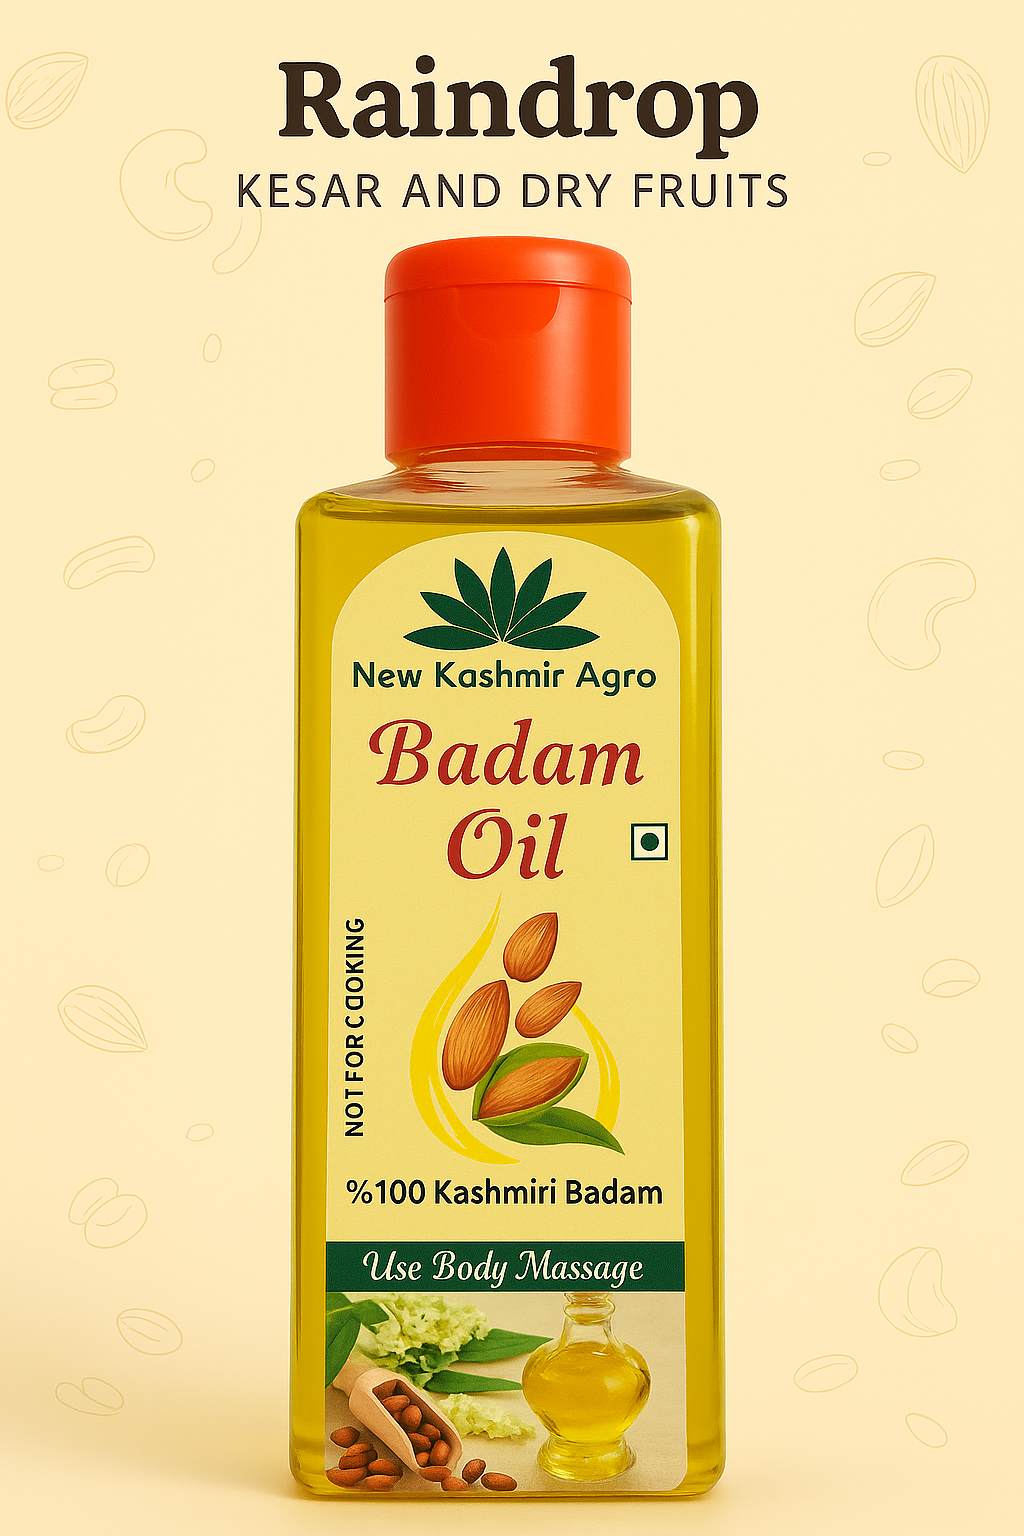 Raindrop
KESAR AND DRY FRUITS
New Kashmir Agro
Badam
Oil
NOT FOR COOKING
%100 Kashmiri Badam
Use Body Massage